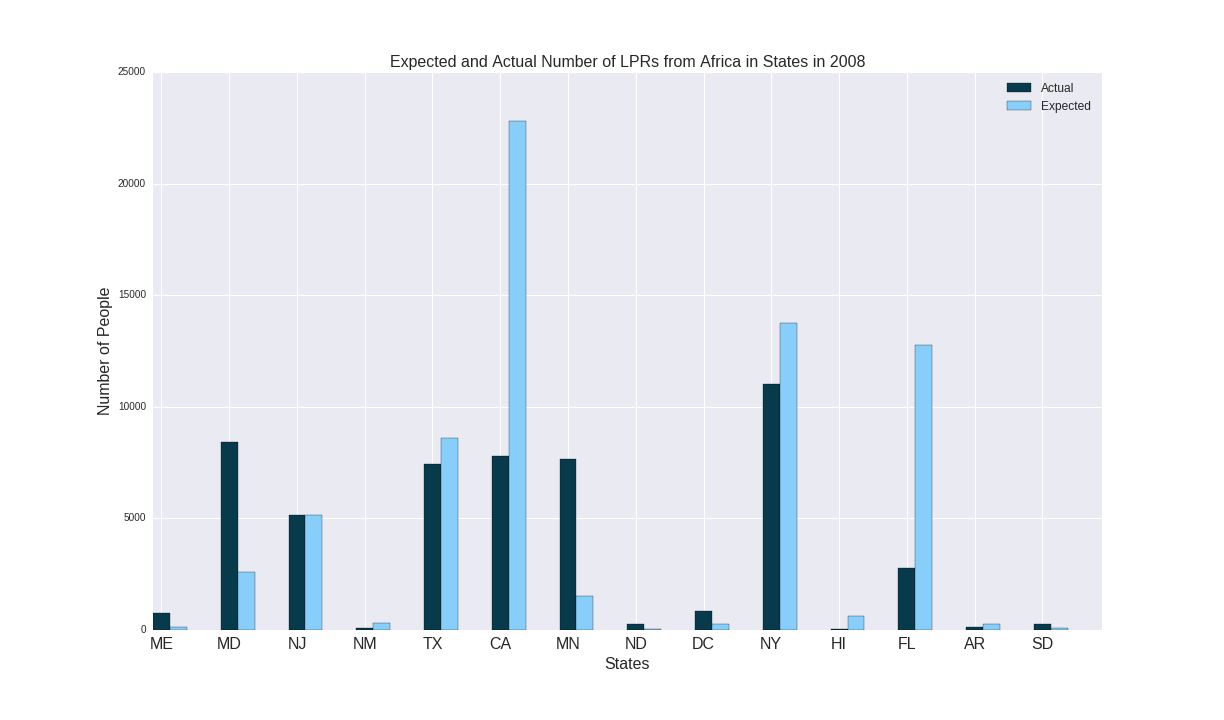 Expected and Actual Number of LPRs from Africa in States in 2008
Actual
Expected
25000
20000
15000
10000
5000
0
Number of People
ME MD NJ NM TX CA MN ND DC NY HI FL AR SD
States